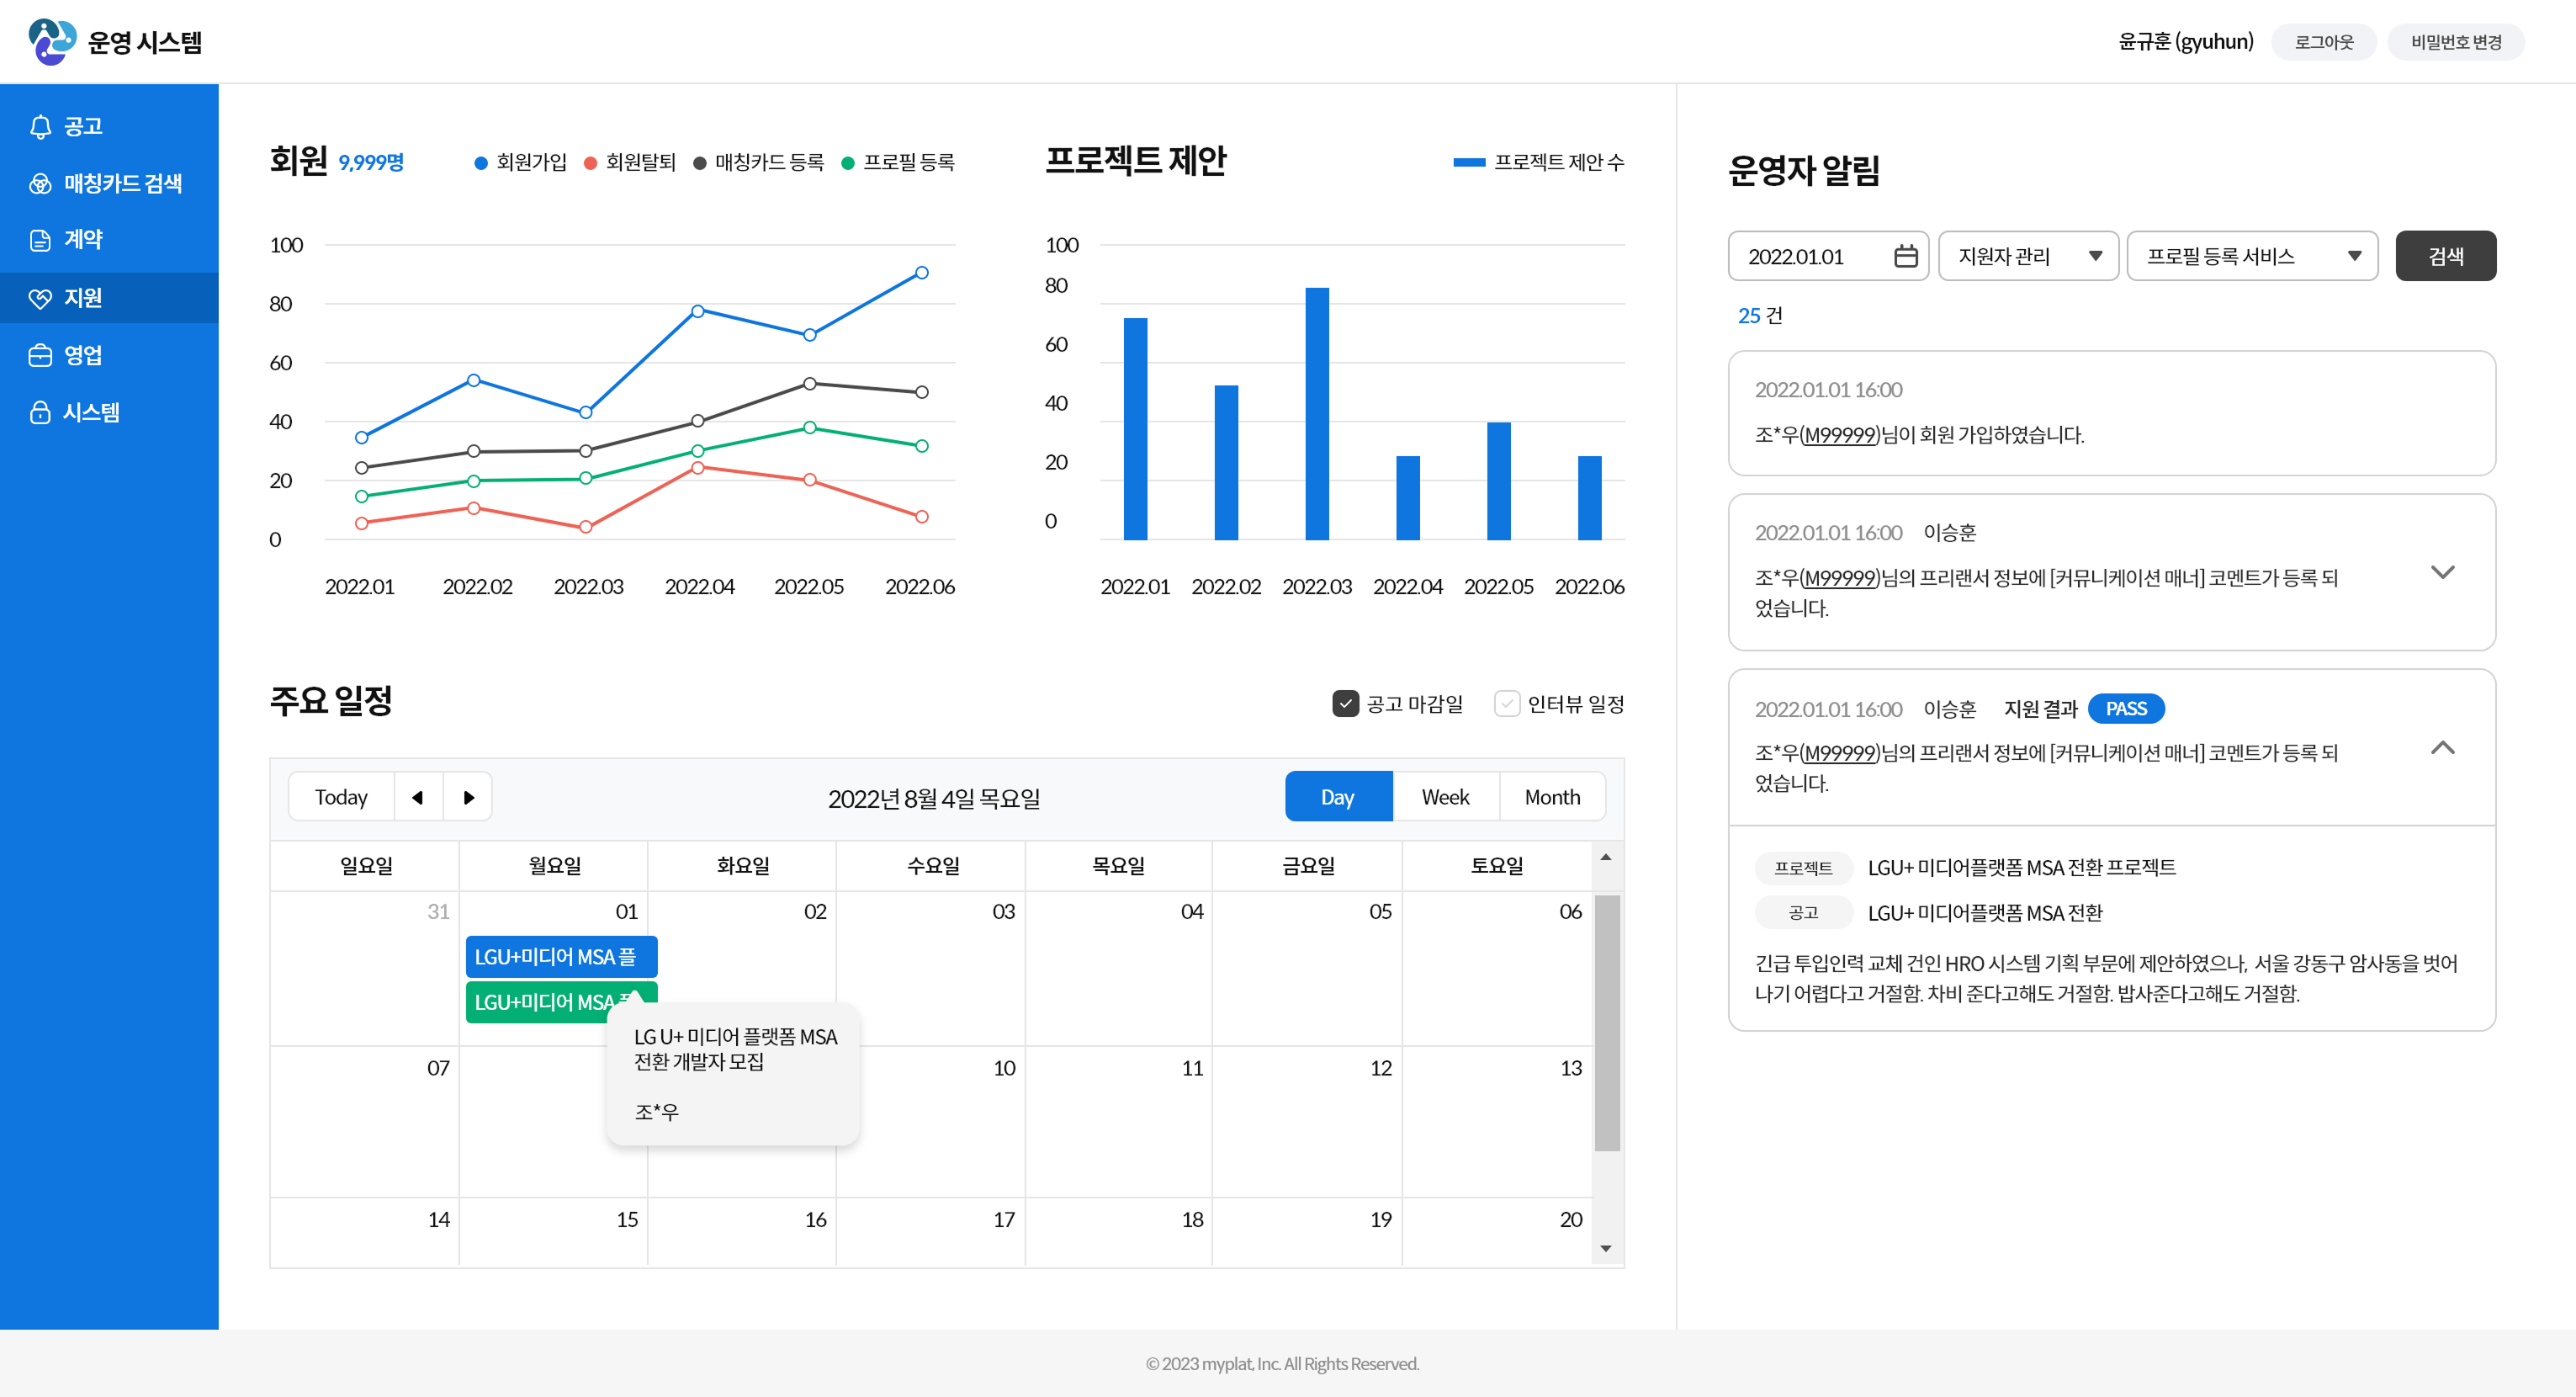 운영 시스템
윤규훈 (gyuhun)
로그아웃
비밀번호 변경
공고
매칭카드 검색
계약
지원
영업
시스템
회원 9,999명
회원가입
회원탈퇴
매칭카드 등록
프로필 등록
100
80
60
40
20
0
2022.01 2022.02 2022.03 2022.04 2022.05 2022.06
프로젝트 제안
프로젝트 제안 수
100
80
60
40
20
0
2022.01 2022.02 2022.03 2022.04 2022.05 2022.06
주요 일정
공고 마감일
인터뷰 일정
Today
2022년 8월 4일 목요일
Day Week Month
일요일 월요일 화요일 수요일 목요일 금요일 토요일
31 01 02 03 04 05 06
LGU+미디어 MSA 플
LGU+미디어 MSA
LG U+ 미디어 플랫폼 MSA
전환 개발자 모집
조*우
07 10 11 12 13
14 15 16 17 18 19 20
운영자 알림
2022.01.01
지원자 관리
프로필 등록 서비스
검색
25 건
2022.01.01 16:00
조*우(M99999)님이 회원 가입하였습니다.
2022.01.01 16:00 이승훈
조*우(M99999)님의 프리랜서 정보에 [커뮤니케이션 매너] 코멘트가 등록 되
었습니다.
2022.01.01 16:00 이승훈 지원 결과 PASS
조*우(M99999)님의 프리랜서 정보에 [커뮤니케이션 매너] 코멘트가 등록 되
었습니다.
프로젝트 LGU+ 미디어플랫폼 MSA 전환 프로젝트
공고 LGU+ 미디어플랫폼 MSA 전환
긴급 투입인력 교체 건인 HRO 시스템 기획 부문에 제안하였으나, 서울 강동구 암사동을 벗어
나기 어렵다고 거절함. 차비 준다고해도 거절함. 밥사준다고해도 거절함.
© 2023 myplat, Inc. All Rights Reserved.